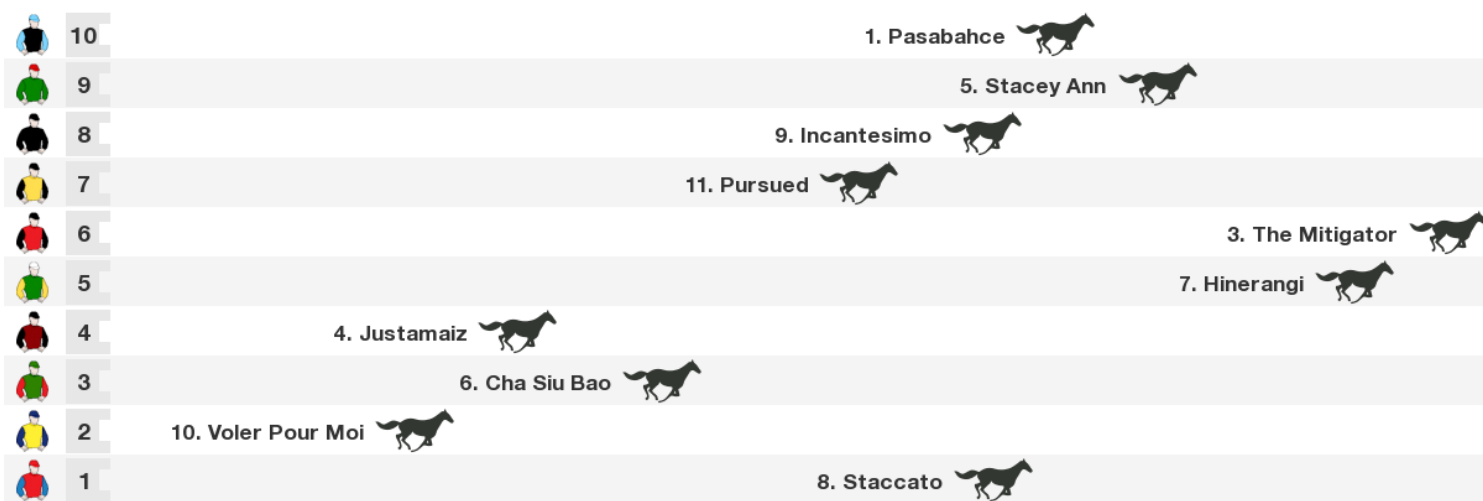 10 1. Pasabahce
9 5. Stacey Ann
8 9. Incantesimo
7 11. Pursued
6 3. The Mitigator
5 7. Hinerangi
4 4. Justamaiz
3 6. Cha Siu Bao
2 10. Voler Pour Moi
1 8. Staccato